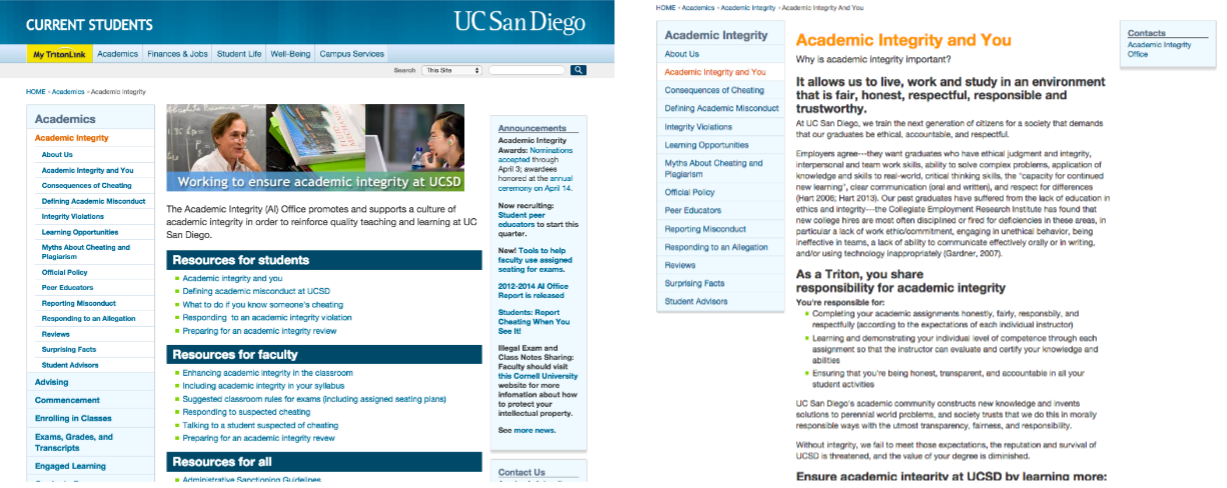 CURRENT STUDENTS
UC San Diego
My TritonLink
Academics
Finances & Jobs
Student Life
Well-Being
Campus Services
Search
This Site
HOME › Academics › Academic Integrity
Academics
Academic Integrity
About Us
Academic Integrity and You
Consequences of Cheating
Defining Academic Misconduct
Integrity Violations
Learning Opportunities
Myths About Cheating and
Plagiarism
Official Policy
Peer Educators
Reporting Misconduct
Responding to an Allegation
Reviews
Surprising Facts
Student Advisors
Advising
Commencement
Enrolling in Classes
Exams, Grades, and
Transcripts
Engaged Learning
Working to ensure academic integrity at UCSD
The Academic Integrity (AI) Office promotes and supports a culture of
academic integrity in order to reinforce quality teaching and learning at UC
San Diego.
Resources for students
Academic integrity and you
Defining academic misconduct at UCSD
What to do if you know someone's cheating
Responding to an academic integrity violation
Preparing for an academic integrity review
Resources for faculty
Enhancing academic integrity in the classroom
Including academic integrity in your syllabus
Suggested classroom rules for exams (including assigned seating plans)
Responding to suspected cheating
Talking to a student suspected of cheating
Preparing for an academic integrity revew
Resources for all
Administrative Sanctioning Guidelines
Announcements
Academic Integrity
Awards: Nominations
accepted through
April 3; awardees
honored at the annual
ceremony on April 14.
Now recruiting:
Student peer
educators to start this
quarter.
New! Tools to help
faculty use assigned
seating for exams.
2012-2014 AI Office
Report is released
Students: Report
Cheating When You
See It!
Illegal Exam and
Class Notes Sharing:
Faculty should visit
this Cornell University
website for more
infomation about how
to protect your
intellectual property.
See more news.
Contact Us
HOME › Academics › Academic Integrity › Academic Integrity And You
Academic Integrity
About Us
Academic Integrity and You
Consequences of Cheating
Defining Academic Misconduct
Integrity Violations
Learning Opportunities
Myths About Cheating and
Plagiarism
Official Policy
Peer Educators
Reporting Misconduct
Responding to an Allegation
Reviews
Surprising Facts
Student Advisors
Academic Integrity and You
Why is academic integrity important?
It allows us to live, work and study in an environment
that is fair, honest, respectful, responsible and
trustworthy.
At UC San Diego, we train the next generation of citizens for a society that demands
that our graduates be ethical, accountable, and respectful.
Employers agree---they want graduates who have ethical judgment and integrity,
interpersonal and team work skills, ability to solve complex problems, application of
knowledge and skills to real-world, critical thinking skills, the "capacity for continued
new learning", clear communication (oral and written), and respect for differences
(Hart 2006; Hart 2013). Our past graduates have suffered from the lack of education in
ethics and integrity---the Collegiate Employment Research Institute has found that
new college hires are most often disciplined or fired for deficiencies in these areas, in
particular a lack of work ethic/commitment, engaging in unethical behavior, being
ineffective in teams, a lack of ability to communicate effectively orally or in writing,
and/or using technology inappropriately (Gardner, 2007).
As a Triton, you share
responsibility for academic integrity
You're responsible for:
Completing your academic assignments honestly, fairly, responsbily, and
respectfully (according to the expectations of each individual instructor)
Learning and demonstrating your individual level of competence through each
assignment so that the instructor can evaluate and certify your knowledge and
abilities
Ensuring that you're being honest, transparent, and accountable in all your
student activities
UC San Diego's academic community constructs new knowledge and invents
solutions to perennial world problems, and society trusts that we do this in morally
responsible ways with the utmost transparency, fairness, and responsibility.
Without integrity, we fail to meet those expectations, the reputation and survival of
UCSD is threatened, and the value of your degree is diminished.
Ensure academic integrity at UCSD by learning more:
Contacts
Academic Integrity
Office